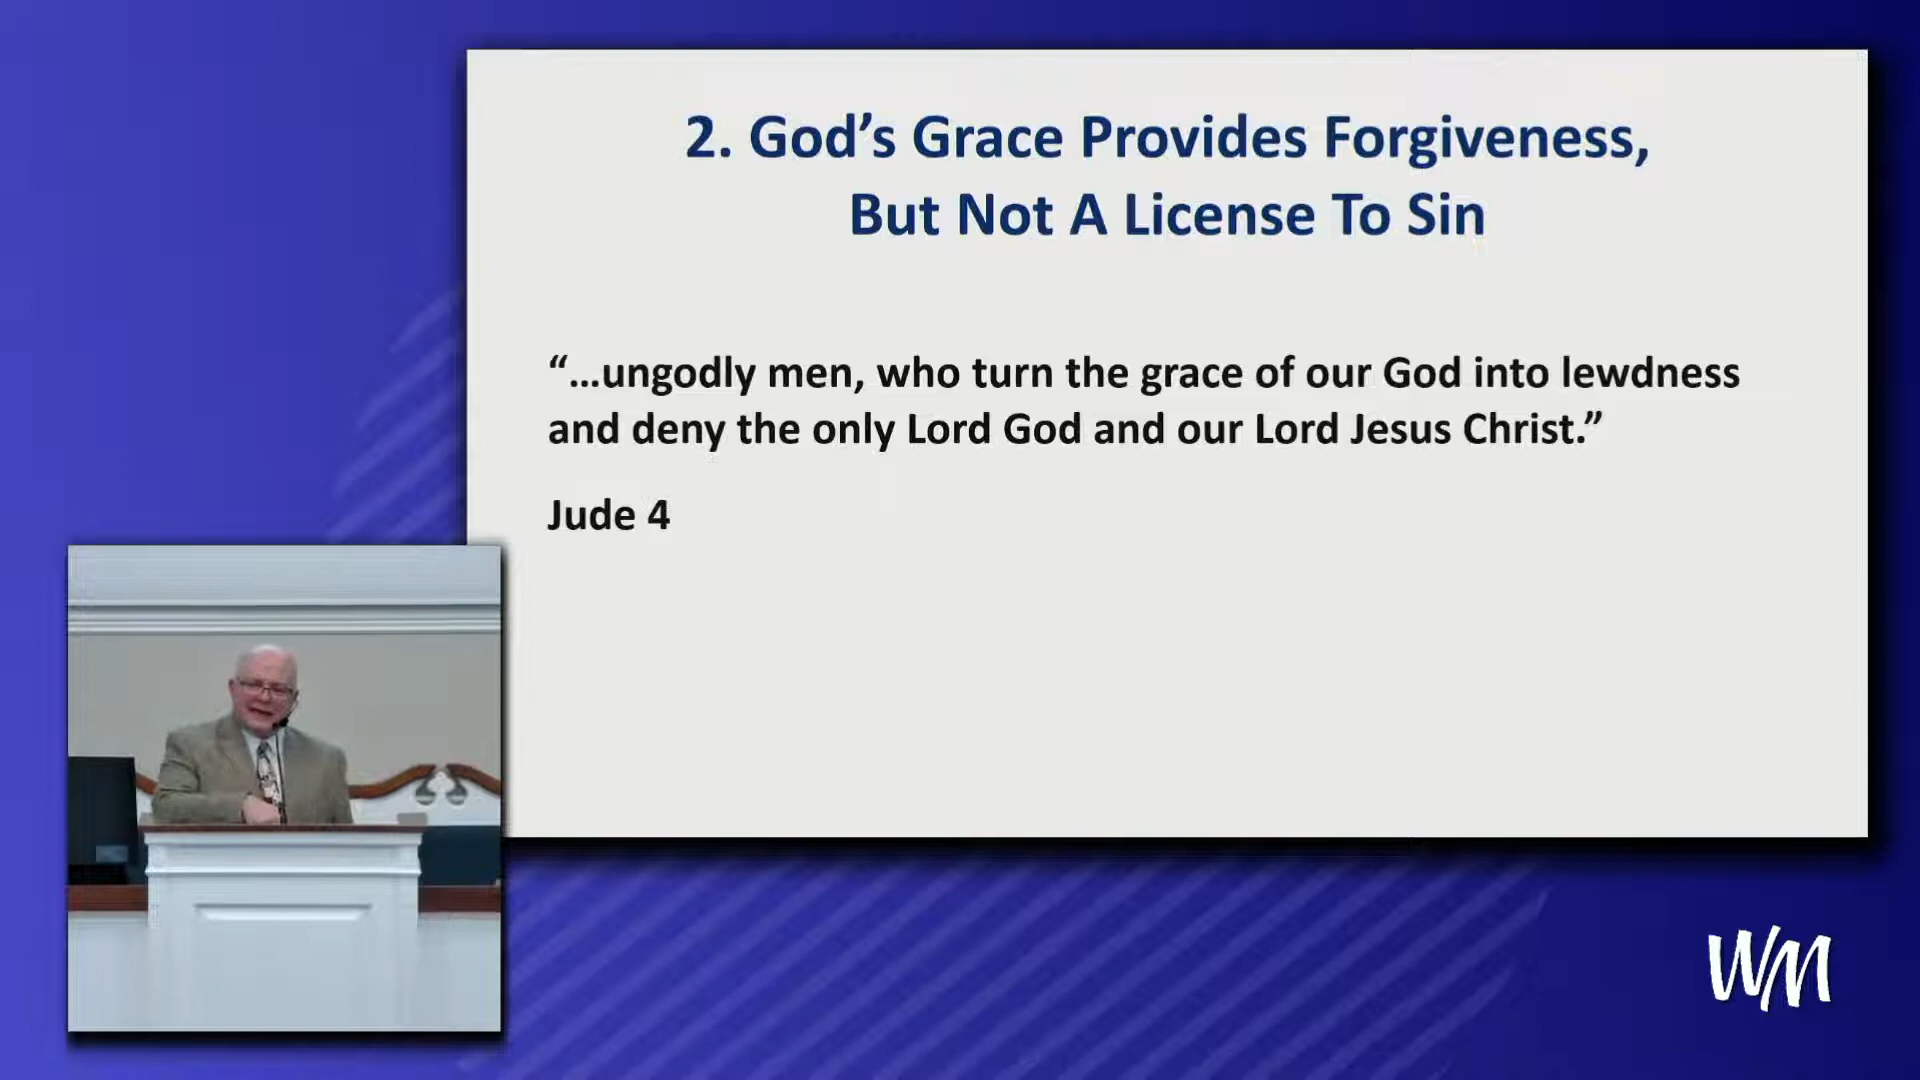 2. God’s Grace Provides Forgiveness,
But Not A License To Sin
“…ungodly men, who turn the grace of our God into lewdness
and deny the only Lord God and our Lord Jesus Christ.”
Jude 4
WM